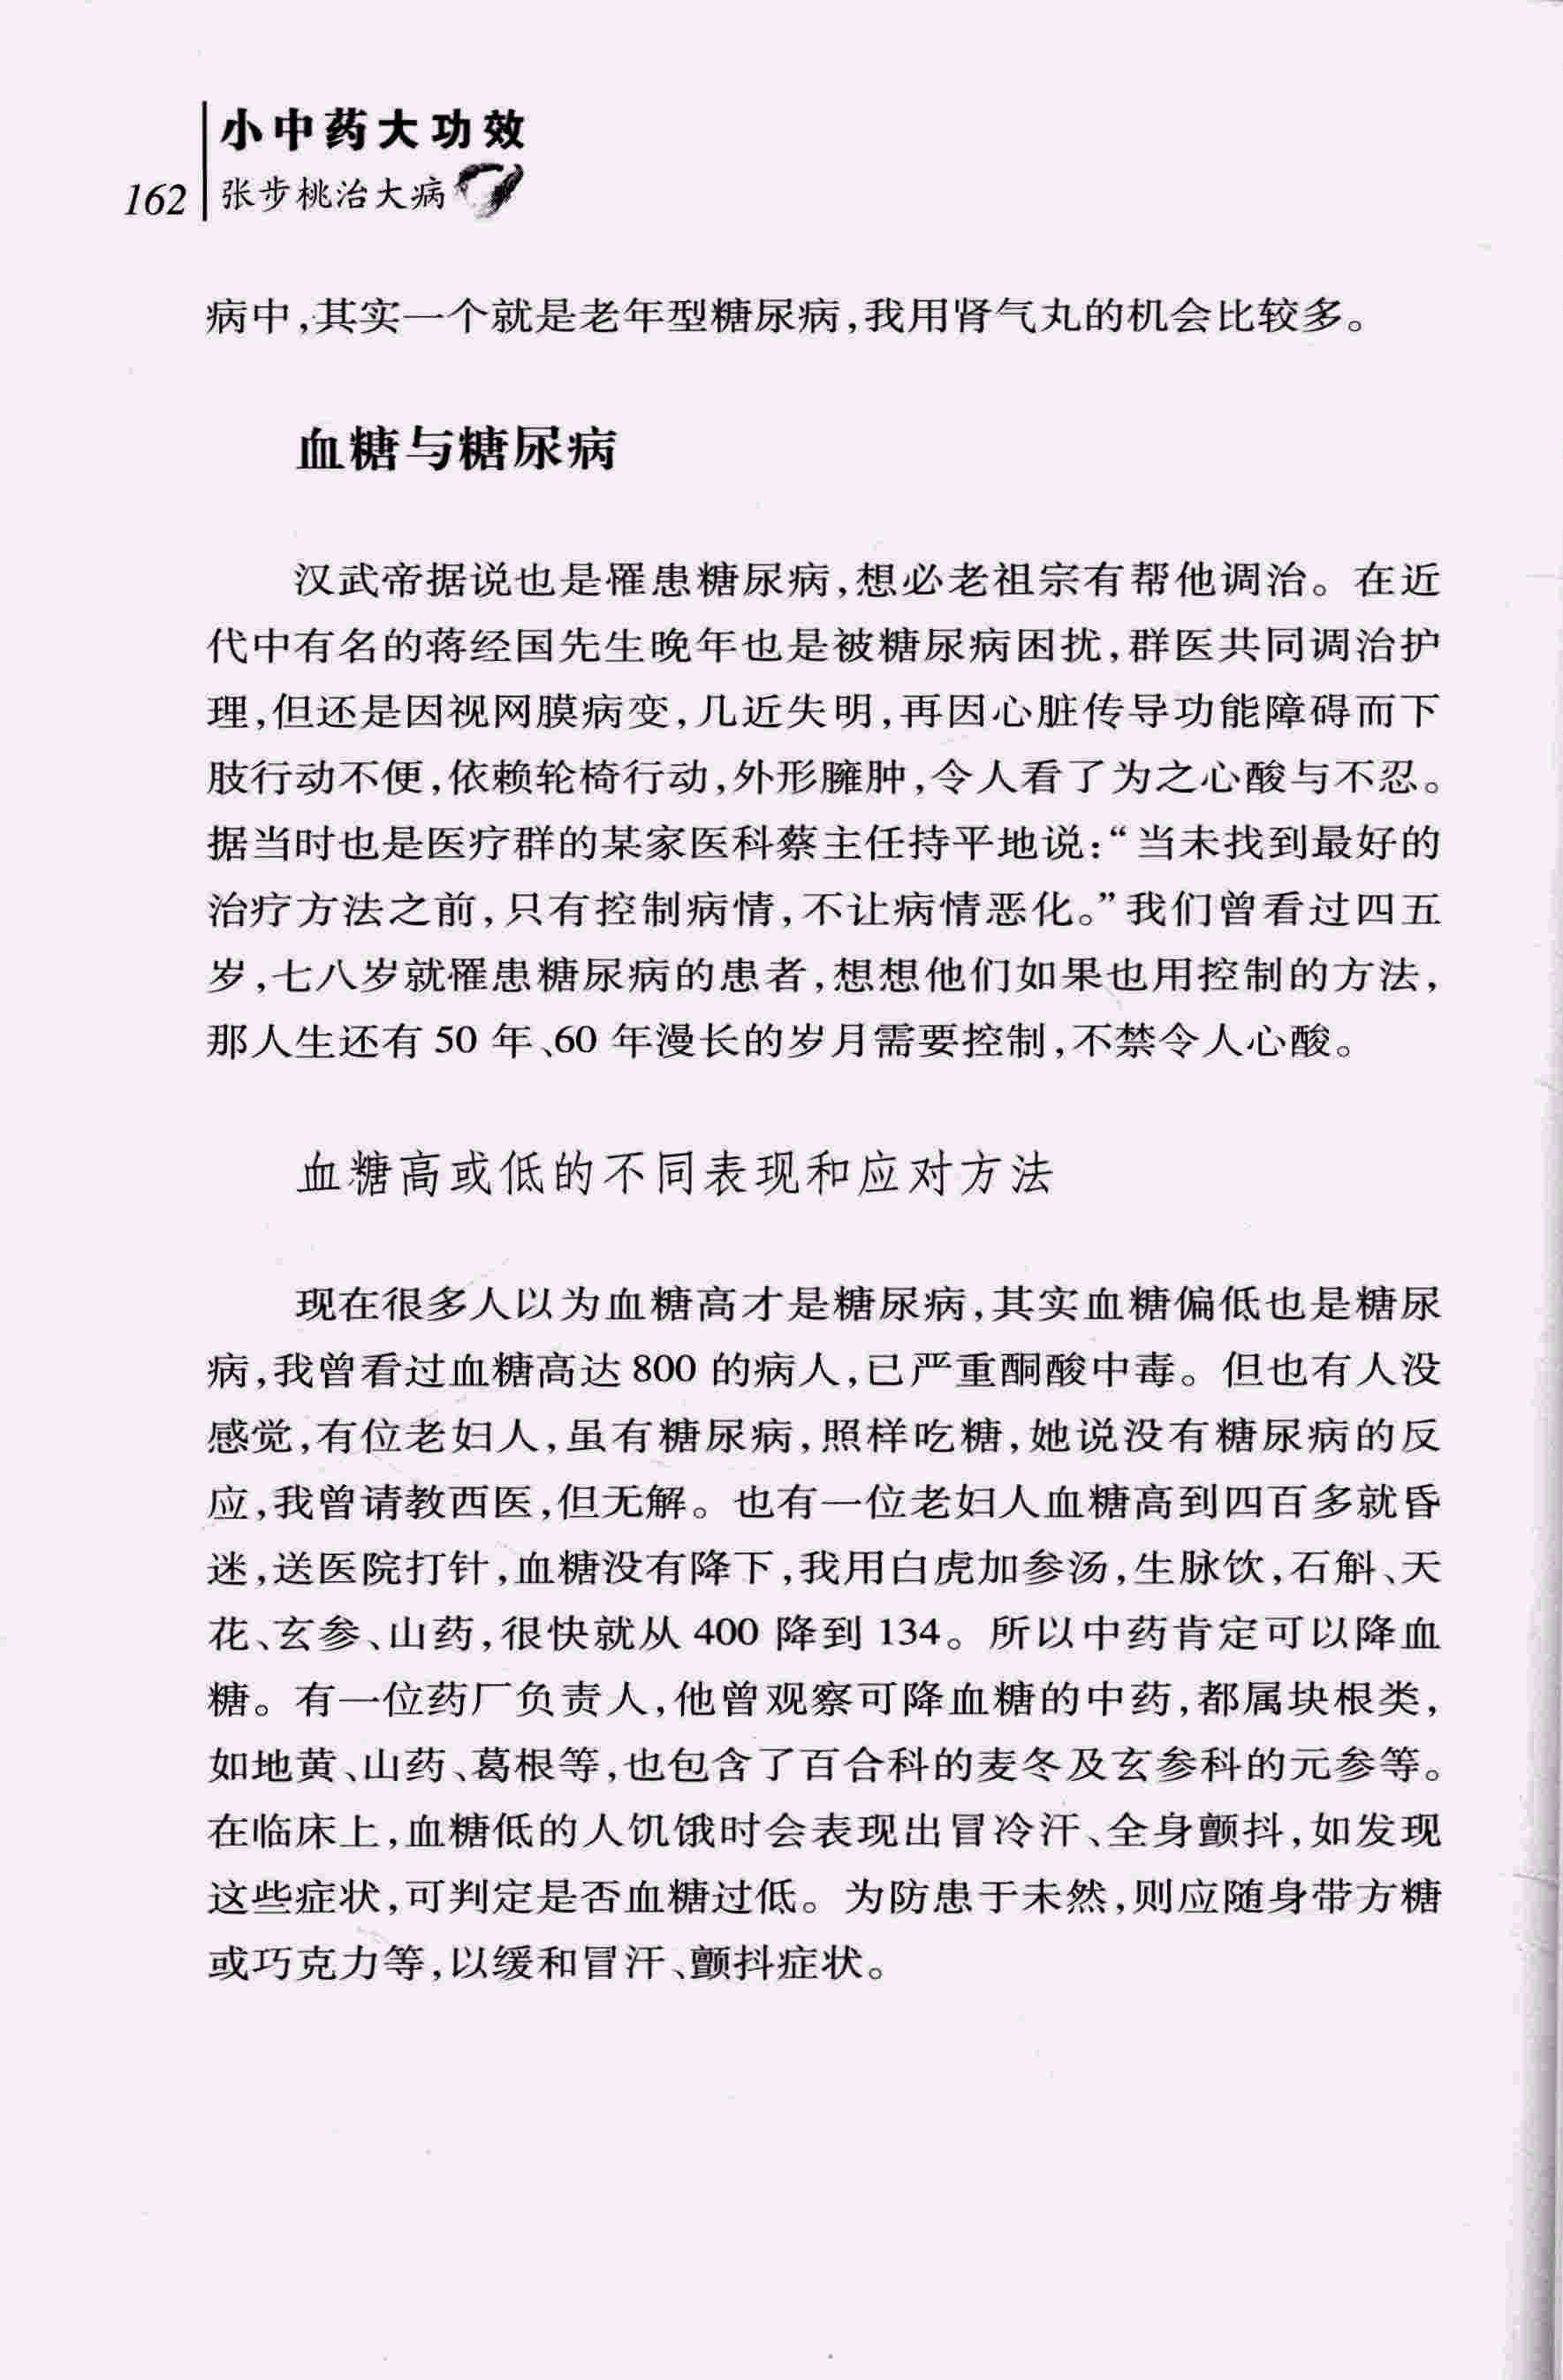 小中药大功效
162
张步桃治大病
病中,其实一个就是老年型糖尿病,我用肾气丸的机会比较多。
血糖与糖尿病
汉武帝据说也是罹患糖尿病,想必老祖宗有帮他调治。在近
代中有名的蒋经国先生晚年也是被糖尿病困扰,群医共同调治护
理,但还是因视网膜病变,几近失明,再因心脏传导功能障碍而下
肢行动不便,依赖轮椅行动,外形臃肿,令人看了为之心酸与不忍。
据当时也是医疗群的某家医科蔡主任持平地说:“当未找到最好的
治疗方法之前,只有控制病情,不让病情恶化。”我们曾看过四五
岁,七八岁就罹患糖尿病的患者,想想他们如果也用控制的方法,
那人生还有 50 年、60 年漫长的岁月需要控制,不禁令人心酸。
血糖高或低的不同表现和应对方法
现在很多人以为血糖高才是糖尿病,其实血糖偏低也是糖尿
病,我曾看过血糖高达 800 的病人,已严重酮酸中毒。但也有人没
感觉,有位老妇人,虽有糖尿病,照样吃糖,她说没有糖尿病的反
应,我曾请教西医,但无解。也有一位老妇人血糖高到四百多就昏
迷,送医院打针,血糖没有降下,我用白虎加参汤,生脉饮,石斛、天
花、玄参、山药,很快就从 400 降到 134。所以中药肯定可以降血
糖。有一位药厂负责人,他曾观察可降血糖的中药,都属块根类,
如地黄、山药、葛根等,也包含了百合科的麦冬及玄参科的元参等。
在临床上,血糖低的人饥饿时会表现出冒冷汗、全身颤抖,如发现
这些症状,可判定是否血糖过低。为防患于未然,则应随身带方糖
或巧克力等,以缓和冒汗、颤抖症状。